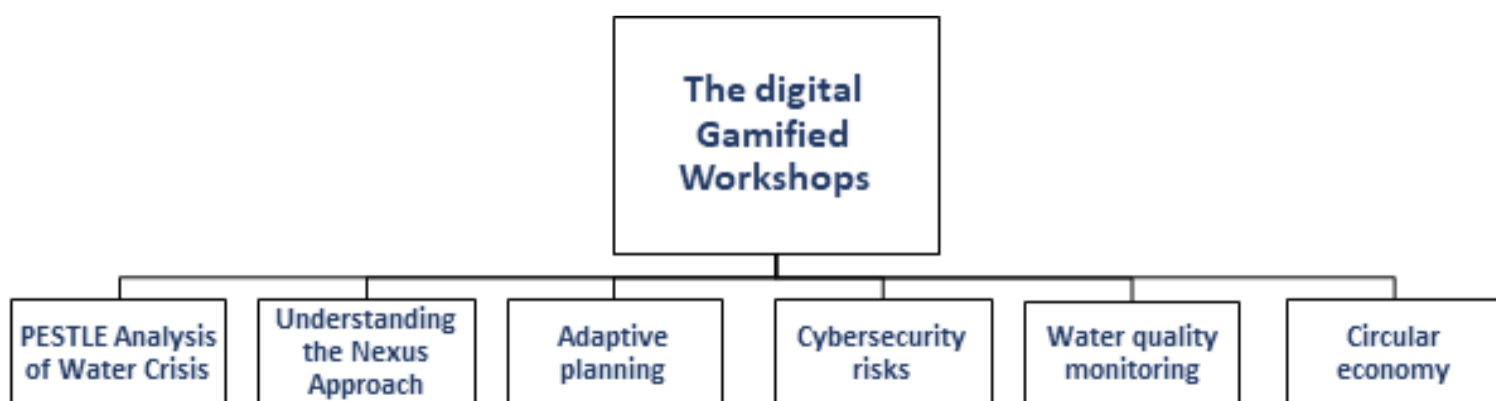 The digital
Gamified
Workshops
PESTLE Analysis
of Water Crisis
Understanding
the Nexus
Approach
Adaptive
planning
Cybersecurity
risks
Water quality
monitoring
Circular
economy